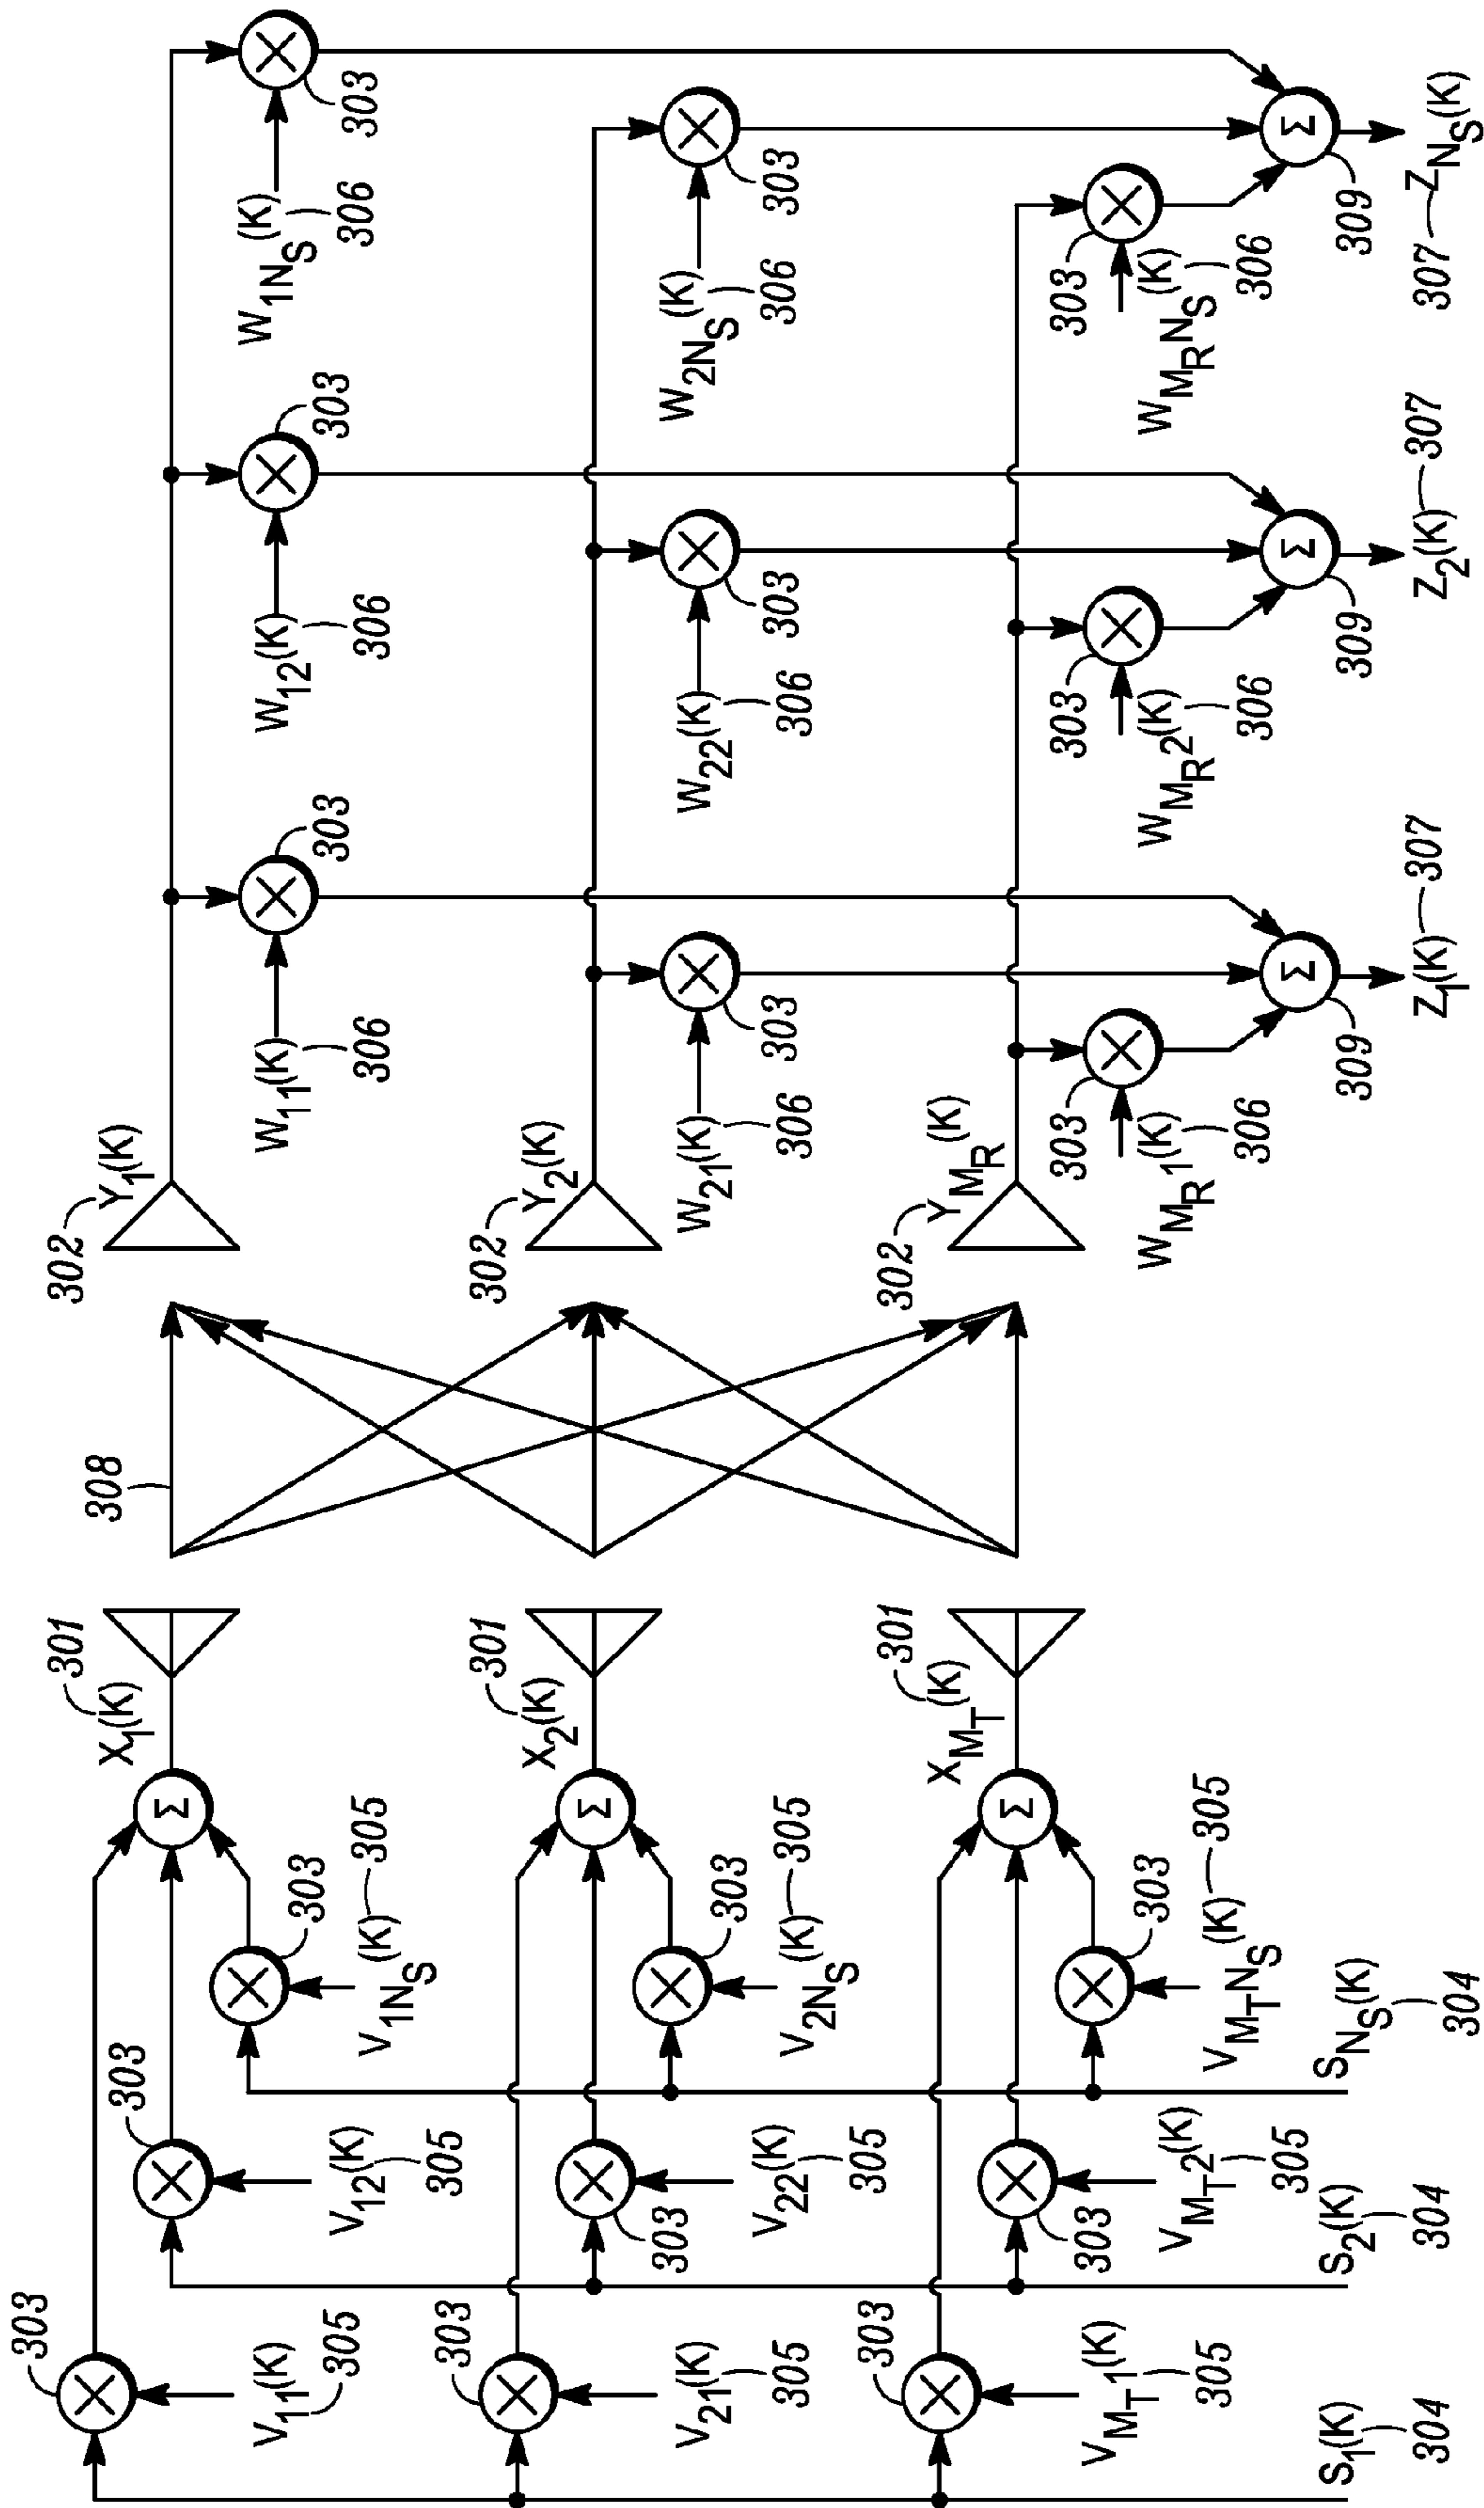 303
301
302
303
X1(K)
308
Y1(K)
V11(K)
303
W11(K)
W12(K)
W1NS(K)
305
V12(K)
303
303
303
303
305
V1NS(K)
305
306
306
306
303
301
302
X2(K)
Y2(K)
303
V21(K)
303
W21(K)
W22(K)
W2NS(K)
305
V22(K)
303
303
303
305
V2NS(K)
305
306
306
306
303
301
302
XMT(K)
YMR(K)
VMT1(K)
303
303
303
303
303
WMR1(K)
WMR2(K)
WMRNS(K)
305
VMT2(K)
VMTNS(K)
305
306
306
306
305
S1(K)
S2(K)
SNS(K)
309
309
309
304
304
304
Z1(K)
307
Z2(K)
307
307
ZNS(K)
Σ
Σ
Σ
Σ
Σ
Σ